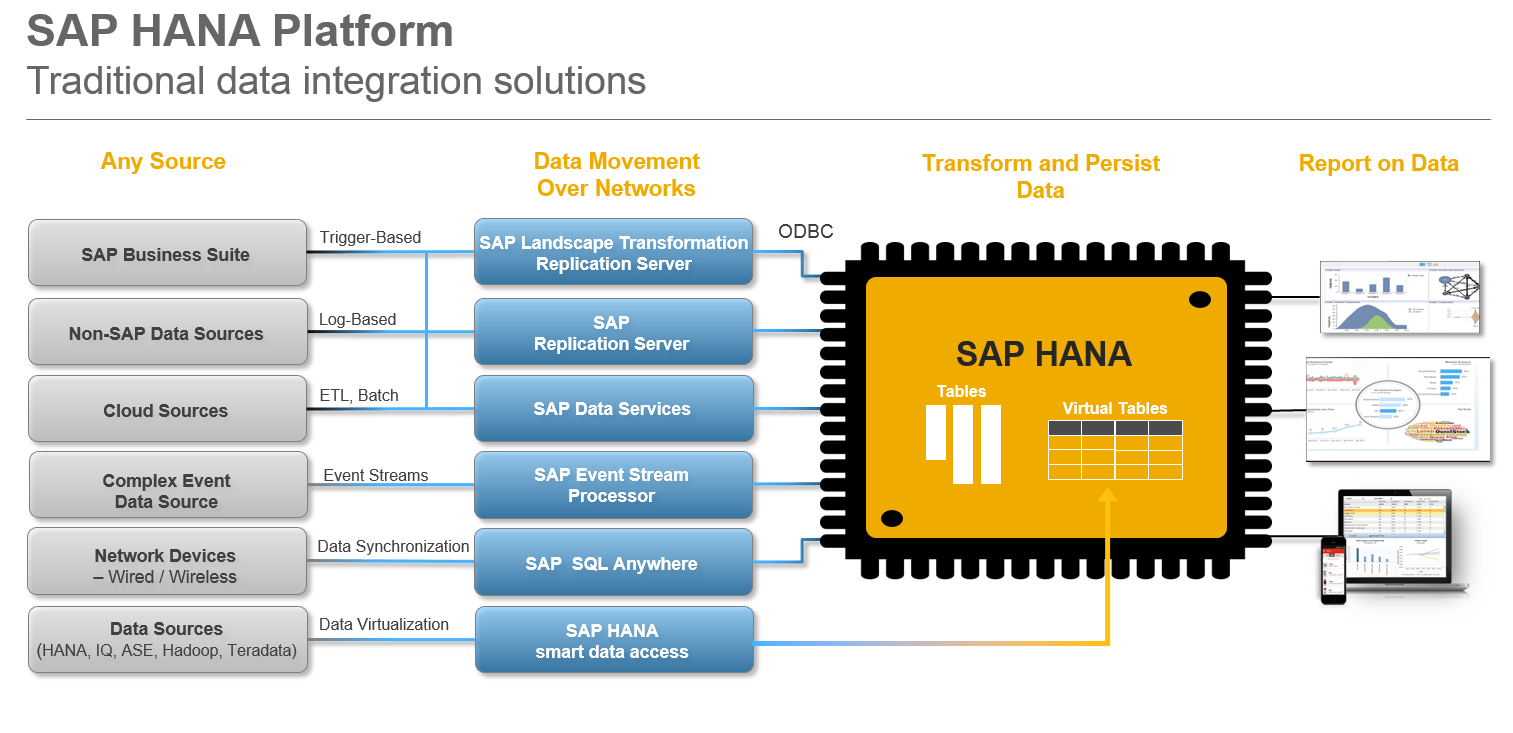 SAP HANA Platform
Traditional data integration solutions
Any Source
Data Movement
Over Networks
Transform and Persist
Data
Report on Data
SAP Business Suite
Trigger-Based
SAP Landscape Transformation
Replication Server
ODBC
Non-SAP Data Sources
Log-Based
SAP
Replication Server
Cloud Sources
ETL, Batch
SAP Data Services
Complex Event
Data Source
Event Streams
SAP Event Stream
Processor
Network Devices
– Wired / Wireless
Data Synchronization
SAP  SQL Anywhere
Data Sources
(HANA, IQ, ASE, Hadoop, Teradata)
Data Virtualization
SAP HANA
smart data access
SAP HANA
Tables
Virtual Tables
OutofStock